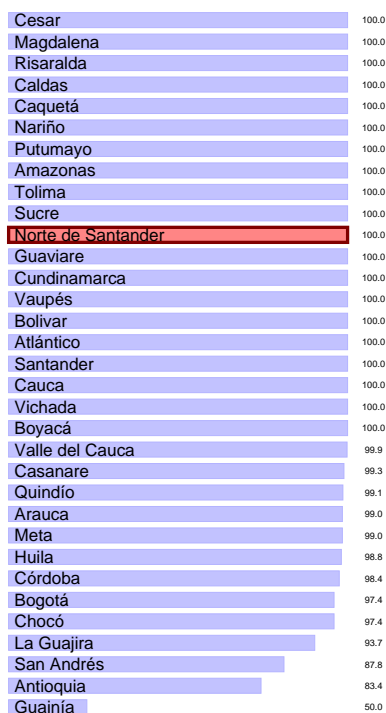 Cesar 100.0
Magdalena 100.0
Risaralda 100.0
Caldas 100.0
Caquetá 100.0
Nariño 100.0
Putumayo 100.0
Amazonas 100.0
Tolima 100.0
Sucre 100.0
Norte de Santander 100.0
Guaviare 100.0
Cundinamarca 100.0
Vaupés 100.0
Bolivar 100.0
Atlántico 100.0
Santander 100.0
Cauca 100.0
Vichada 100.0
Boyacá 100.0
Valle del Cauca 99.9
Casanare 99.3
Quindío 99.1
Arauca 99.0
Meta 99.0
Huila 98.8
Córdoba 98.4
Bogotá 97.4
Chocó 97.4
La Guajira 93.7
San Andrés 87.8
Antioquia 83.4
Guainía 50.0